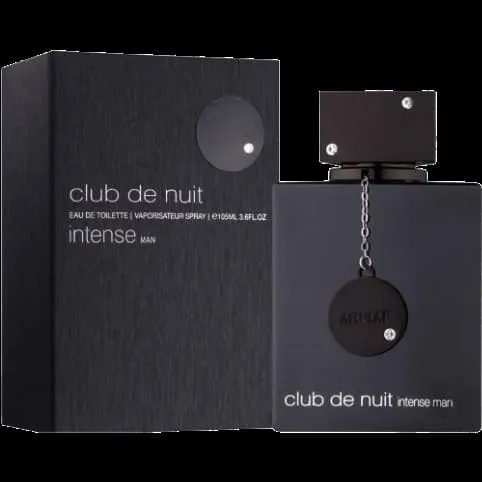 club de nuit
EAU DE TOILETTE | VAPORISATEUR SPRAY | ℮105ML 3.6FL.OZ
intense MAN
ARMAF
club de nuit intense man